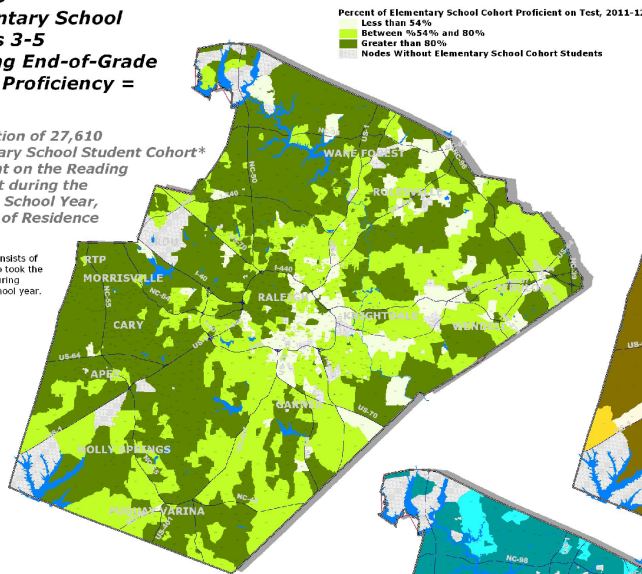 entary School
s 3-5
ng End-of-Grade
Proficiency =
tion of 27,610
ary School Student Cohort*
nt on the Reading
t during the
School Year,
of Residence
nsists of
o took the
uring
hool year.
Percent of Elementary School Cohort Proficient on Test, 2011-12
Less than 54%
Between %54% and 80%
Greater than 80%
Nodes Without Elementary School Cohort Students
WAKE FOREST
US-1
NC-50
ROLESVILLE
RDU
RTP
MORRISVILLE
I-40
I-440
RALEIGH
NC-55
CARY
KNIGHTDALE
ZEBULON
WENDELL
US-64
APEX
GARNER
US-70
HOLLY SPRINGS
FUQUAY-VARINA
NC-98